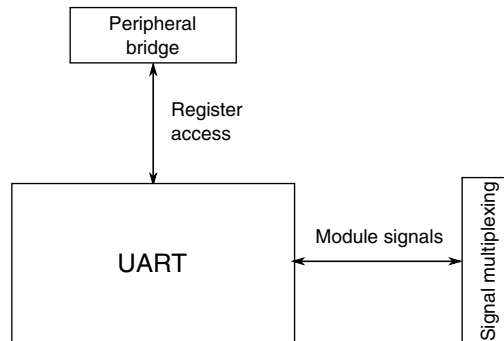 Peripheral
bridge
Register
access
UART
Module signals
Signal multiplexing